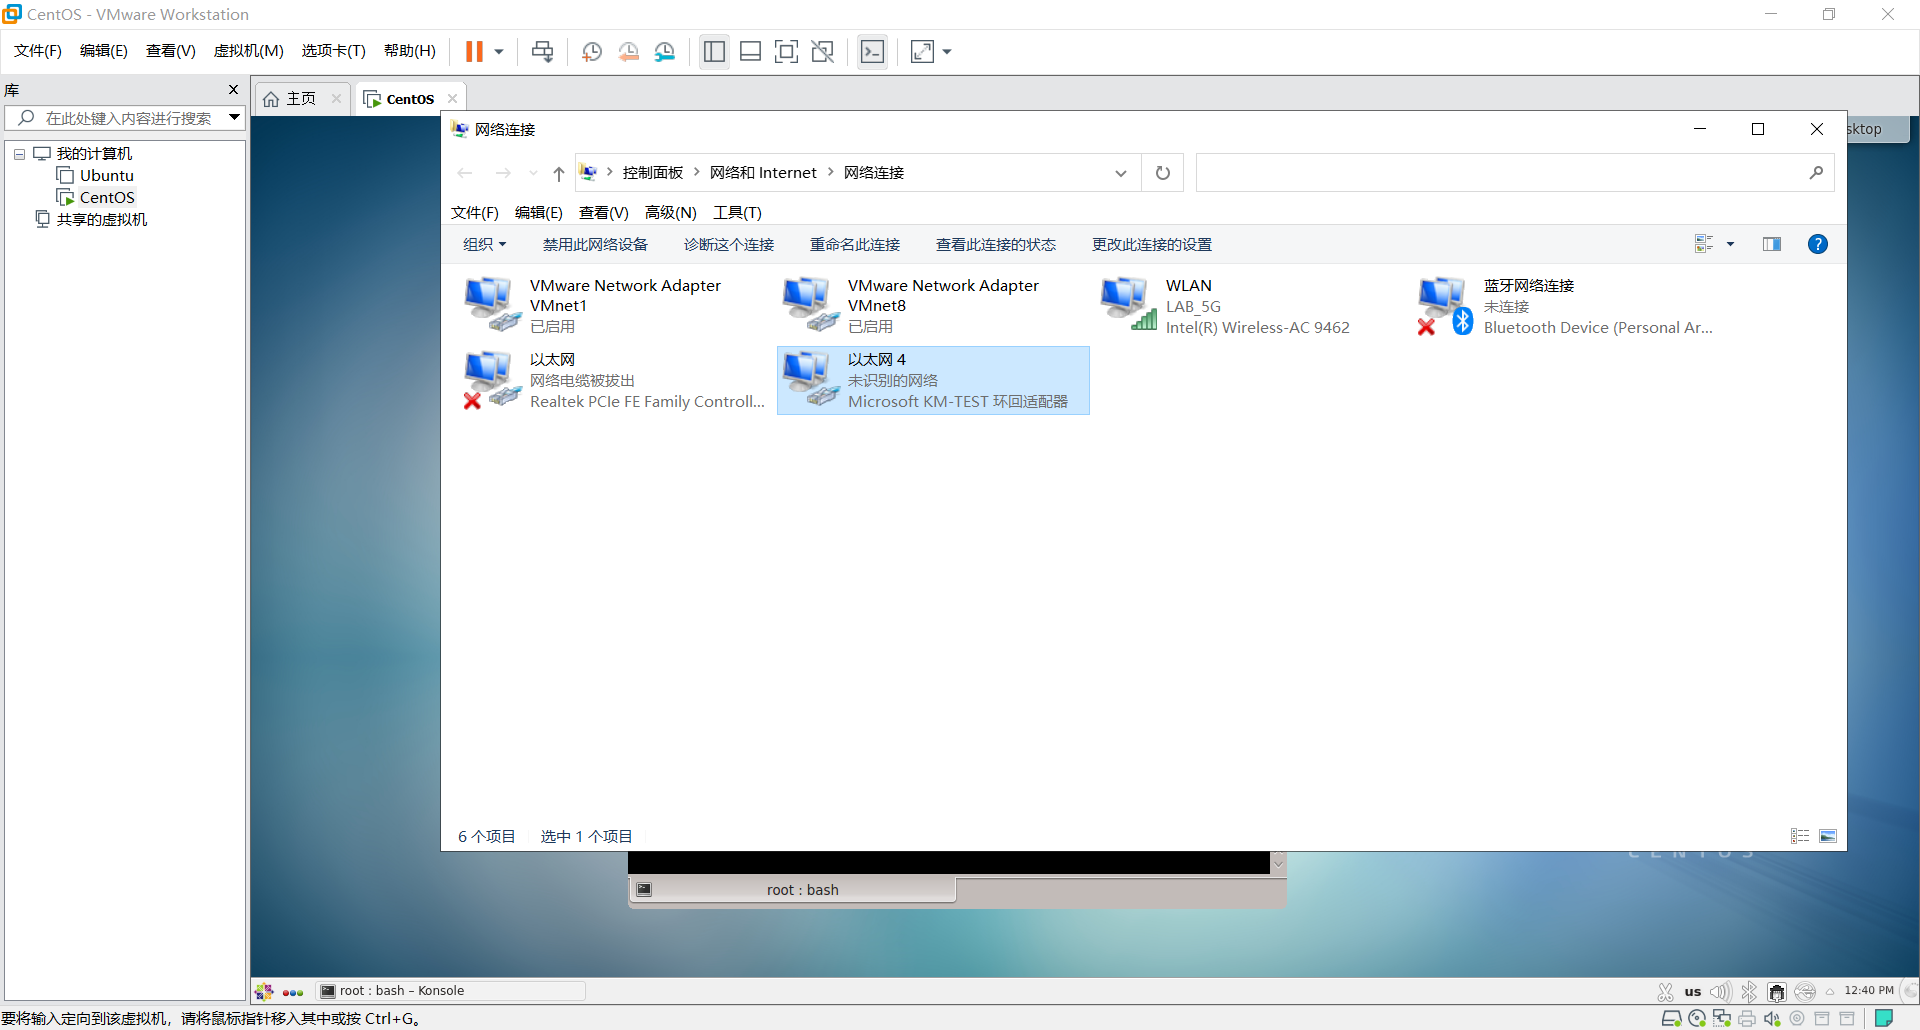 CentOS - VMware Workstation
文件(F) 编辑(E) 查看(V) 虚拟机(M) 选项卡(T) 帮助(H)
库
在此处键入内容进行搜索
我的计算机
Ubuntu
CentOS
共享的虚拟机
主页 CentOS
sktop
网络连接
控制面板 网络和 Internet 网络连接
文件(F) 编辑(E) 查看(V) 高级(N) 工具(T)
组织 禁用此网络设备 诊断这个连接 重命名此连接 查看此连接的状态 更改此连接的设置
VMware Network Adapter
VMnet1
已启用
VMware Network Adapter
VMnet8
已启用
WLAN
LAB_5G
Intel(R) Wireless-AC 9462
蓝牙网络连接
未连接
Bluetooth Device (Personal Ar...
以太网
网络电缆被拔出
Realtek PCIe FE Family Controll...
以太网 4
未识别的网络
Microsoft KM-TEST 环回适配器
6 个项目 选中 1 个项目
CENTOS
root : bash
root : bash – Konsole
us
12:40 PM
要将输入定向到该虚拟机，请将鼠标指针移入其中或按 Ctrl+G。